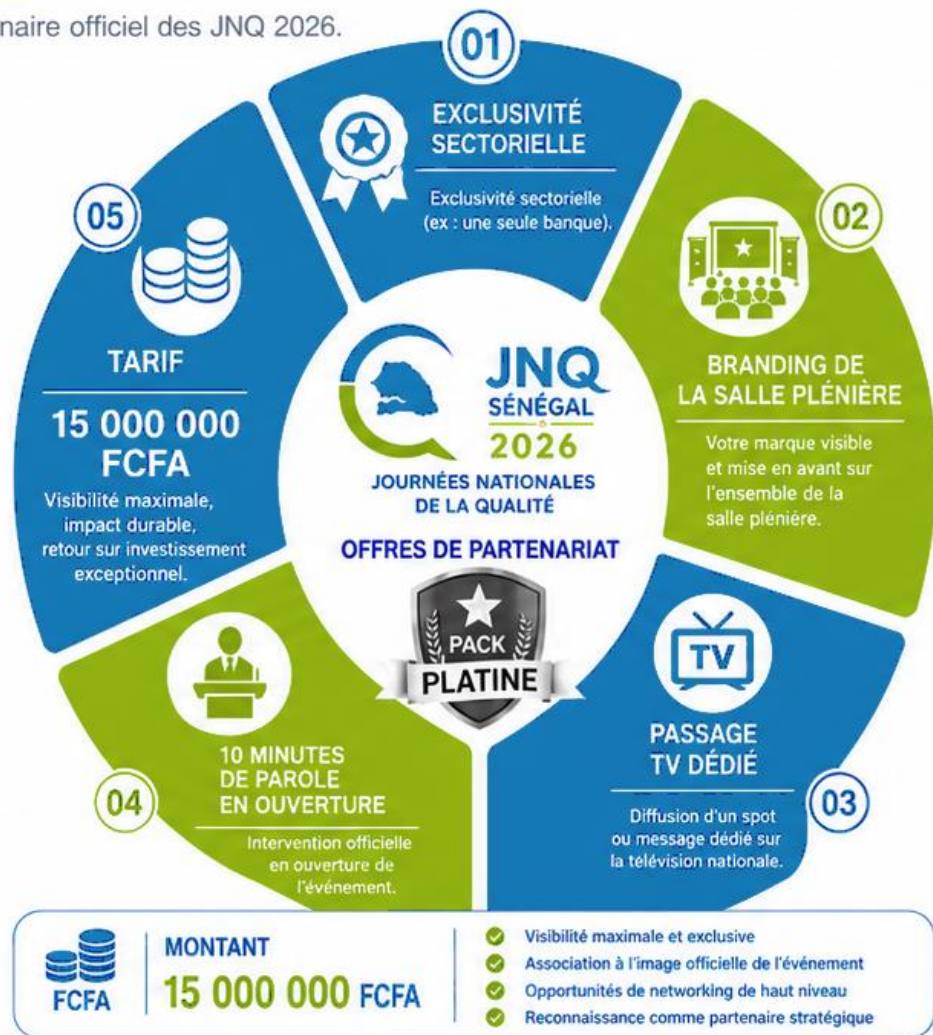 naire officiel des JNQ 2026.
01
EXCLUSIVITÉ
SECTORIELLE
Exclusivité sectorielle
(ex : une seule banque).
02
BRANDING DE
LA SALLE PLÉNIÈRE
Votre marque visible
et mise en avant sur
l'ensemble de la
salle plénière.
TV
PASSAGE
TV DÉDIÉ
03
Diffusion d'un spot
ou message dédié sur
la télévision nationale.
04
10 MINUTES
DE PAROLE
EN OUVERTURE
Intervention officielle
en ouverture de
l'événement.
05
TARIF
15 000 000
FCFA
Visibilité maximale,
impact durable,
retour sur investissement
exceptionnel.
JNQ
SÉNÉGAL
2026
JOURNÉES NATIONALES
DE LA QUALITÉ
OFFRES DE PARTENARIAT
PACK
PLATINE
FCFA
MONTANT
15 000 000 FCFA
Visibilité maximale et exclusive
Association à l'image officielle de l'événement
Opportunités de networking de haut niveau
Reconnaissance comme partenaire stratégique